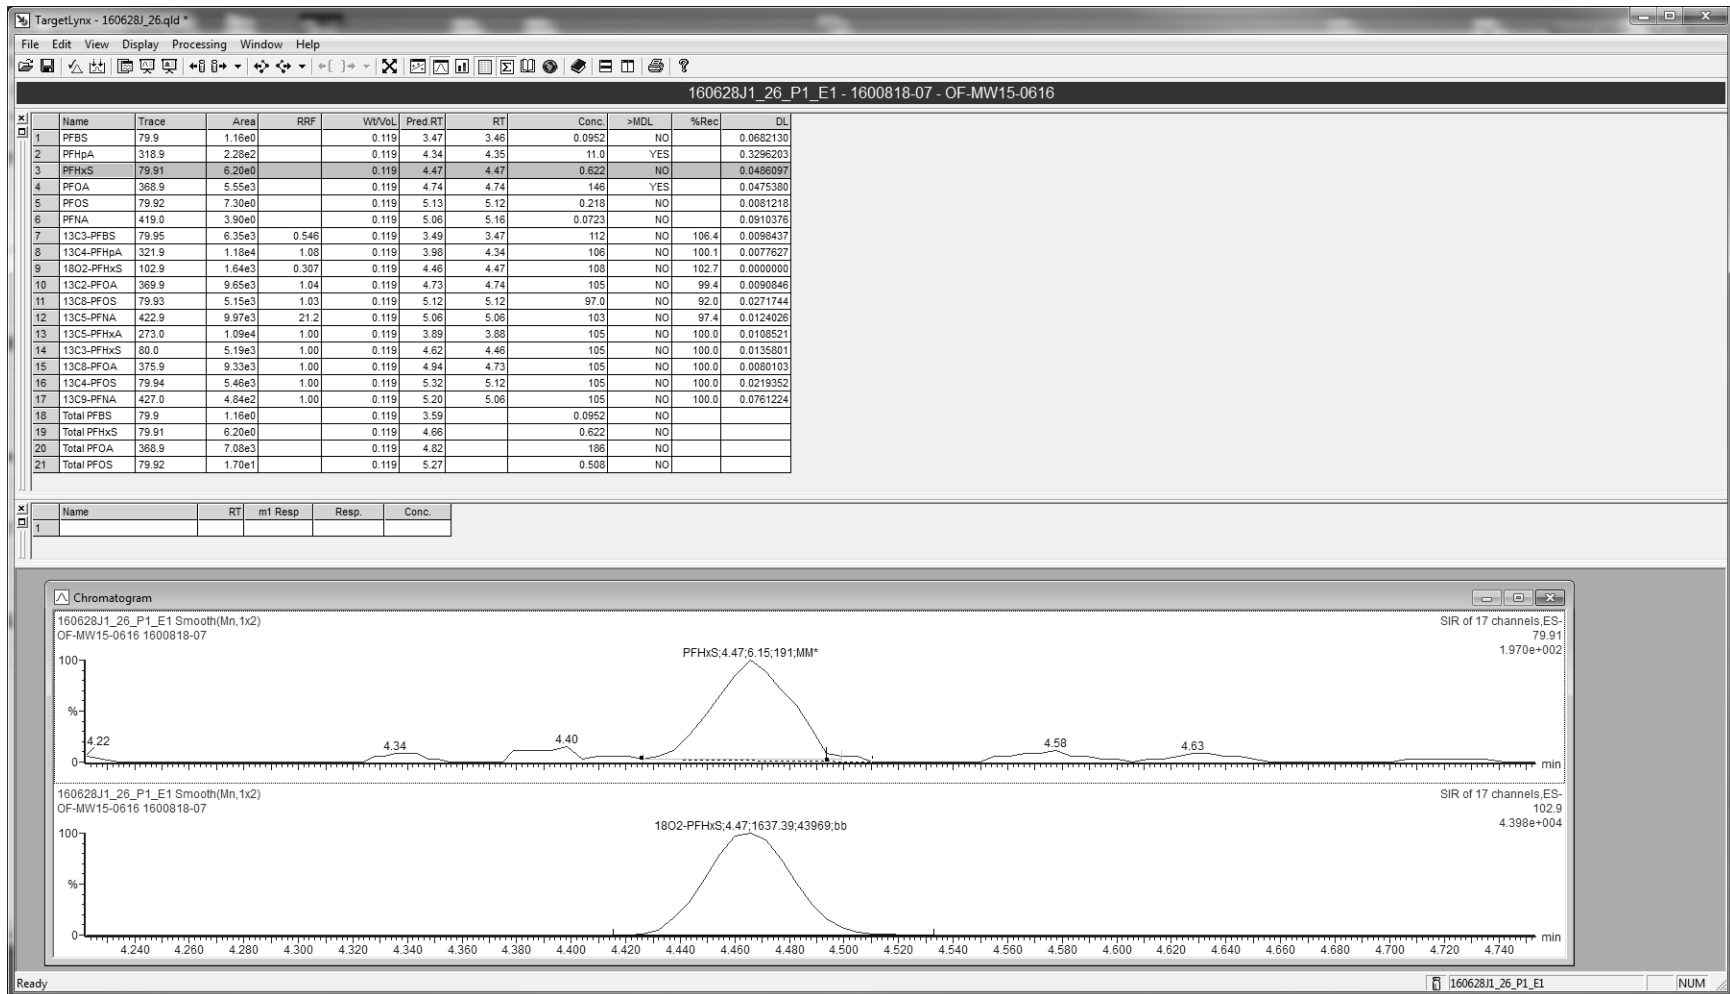 TargetLynx - 160628J_26.qld *
File Edit View Display Processing Window Help
160628J1_26_P1_E1 - 1600818-07 - OF-MW15-0616
Name Trace Area RRF Wt/VoL Pred.RT RT Conc. >MDL %Rec DL
1 PFBS 79.9 1.16e0 0.119 3.47 3.46 0.0952 NO 0.0682130
2 PFHpA 318.9 2.28e2 0.119 4.34 4.35 11.0 YES 0.3296203
3 PFHxS 79.91 6.20e0 0.119 4.47 4.47 0.622 NO 0.0486097
4 PFOA 368.9 5.55e3 0.119 4.74 4.74 146 YES 0.0475380
5 PFOS 79.92 7.30e0 0.119 5.13 5.12 0.218 NO 0.0081218
6 PFNA 419.0 3.90e0 0.119 5.06 5.16 0.0723 NO 0.0910376
7 13C3-PFBS 79.95 6.35e3 0.546 0.119 3.49 3.47 112 NO 106.4 0.0098437
8 13C4-PFHpA 321.9 1.18e4 1.08 0.119 3.98 4.34 106 NO 100.1 0.0077627
9 18O2-PFHxS 102.9 1.64e3 0.307 0.119 4.46 4.47 108 NO 102.7 0.0000000
10 13C2-PFOA 369.9 9.65e3 1.04 0.119 4.73 4.74 105 NO 99.4 0.0090846
11 13C8-PFOS 79.93 5.15e3 1.03 0.119 5.12 5.12 97.0 NO 92.0 0.0271744
12 13C5-PFNA 422.9 9.97e3 21.2 0.119 5.06 5.06 103 NO 97.4 0.0124026
13 13C5-PFHxA 273.0 1.09e4 1.00 0.119 3.89 3.88 105 NO 100.0 0.0108521
14 13C3-PFHxS 80.0 5.19e3 1.00 0.119 4.62 4.46 105 NO 100.0 0.0135801
15 13C8-PFOA 375.9 9.33e3 1.00 0.119 4.94 4.73 105 NO 100.0 0.0080103
16 13C4-PFOS 79.94 5.46e3 1.00 0.119 5.32 5.12 105 NO 100.0 0.0219352
17 13C9-PFNA 427.0 4.84e2 1.00 0.119 5.20 5.06 105 NO 100.0 0.0761224
18 Total PFBS 79.9 1.16e0 0.119 3.59 0.0952 NO
19 Total PFHxS 79.91 6.20e0 0.119 4.66 0.622 NO
20 Total PFOA 368.9 7.08e3 0.119 4.82 186 NO
21 Total PFOS 79.92 1.70e1 0.119 5.27 0.508 NO
Name RT m1 Resp Resp. Conc.
1
Chromatogram
160628J1_26_P1_E1 Smooth(Mn,1x2)
OF-MW15-0616 1600818-07
SIR of 17 channels,ES-
79.91
1.970e+002
PFHxS;4.47;6.15;191;MM*
100
%
0
4.22 4.34 4.40 4.58 4.63
min
160628J1_26_P1_E1 Smooth(Mn,1x2)
OF-MW15-0616 1600818-07
SIR of 17 channels,ES-
102.9
4.398e+004
18O2-PFHxS;4.47;1637.39;43969;bb
100
%
0
min
4.240 4.260 4.280 4.300 4.320 4.340 4.360 4.380 4.400 4.420 4.440 4.460 4.480 4.500 4.520 4.540 4.560 4.580 4.600 4.620 4.640 4.660 4.680 4.700 4.720 4.740
Ready 160628J1_26_P1_E1 NUM